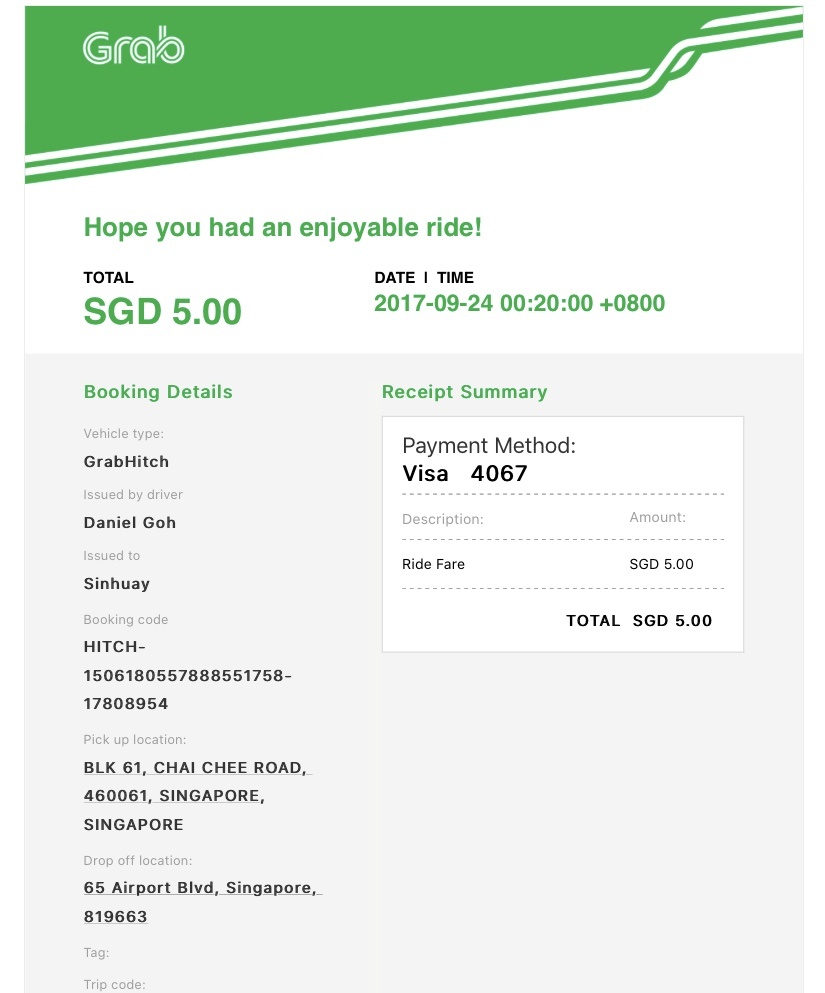 Grab
Hope you had an enjoyable ride!
TOTAL
SGD 5.00
DATE | TIME
2017-09-24 00:20:00 +0800
Booking Details
Vehicle type:
GrabHitch
Issued by driver
Daniel Goh
Issued to
Sinhuay
Booking code
HITCH-
1506180557888551758-
17808954
Pick up location:
BLK 61, CHAI CHEE ROAD,
460061, SINGAPORE,
SINGAPORE
Drop off location:
65 Airport Blvd, Singapore,
819663
Tag:
Trip code:
Receipt Summary
Payment Method:
Visa 4067
Description: Amount:
Ride Fare SGD 5.00
TOTAL SGD 5.00